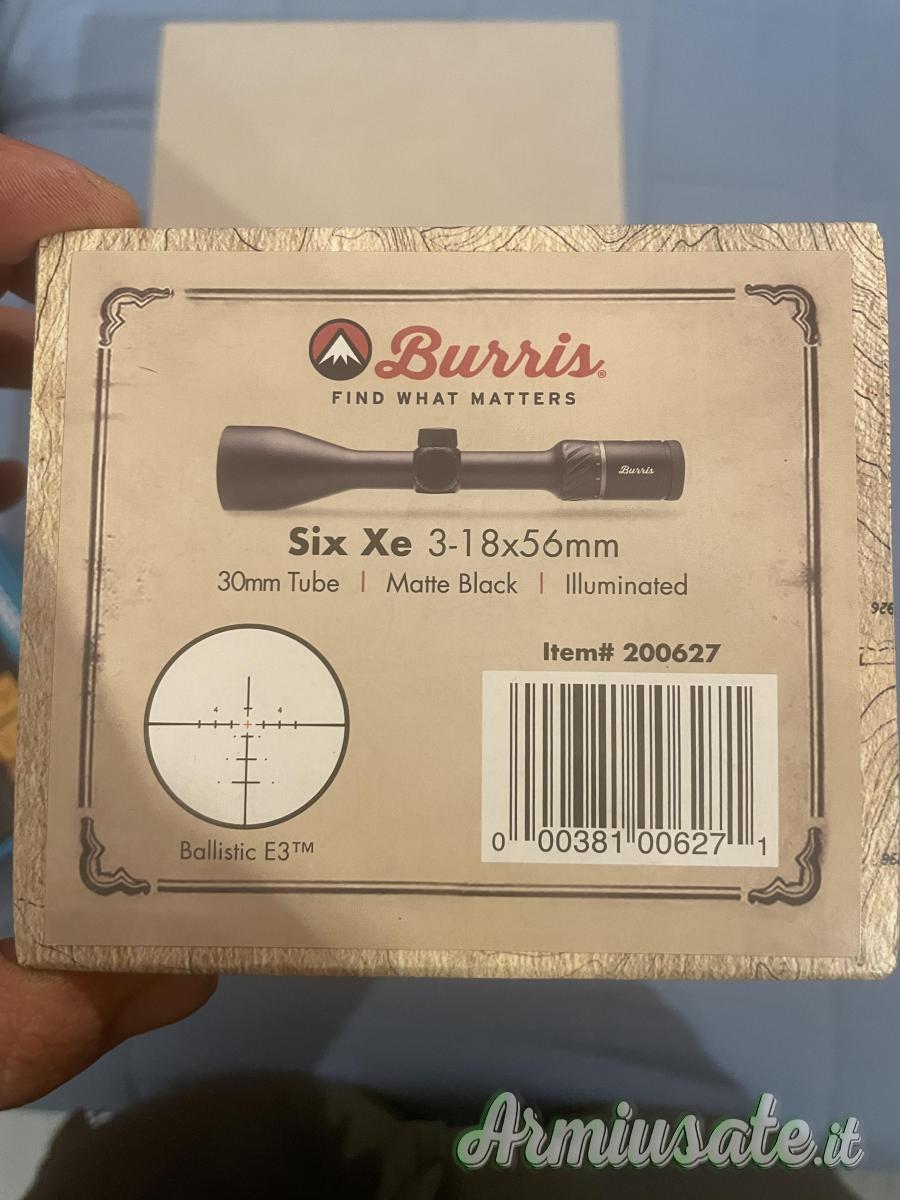 Burris®
FIND WHAT MATTERS
Burris
Six Xe 3-18x56mm
30mm Tube | Matte Black | Illuminated
Item# 200627
4 4
Ballistic E3™
0 00381 00627 1
Armiusate.it